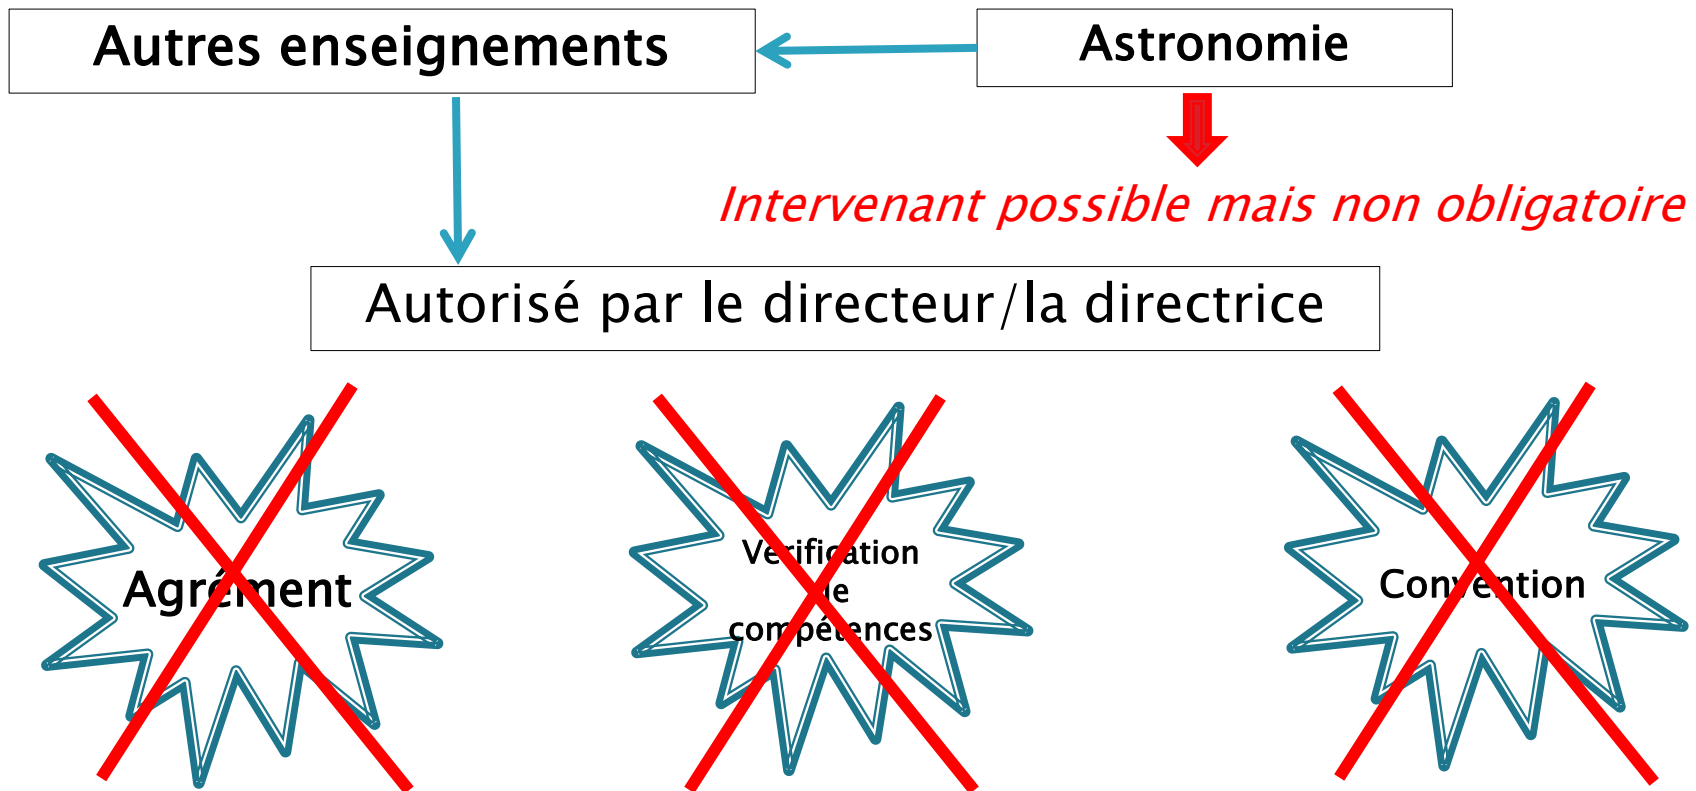 Autres enseignements
Astronomie
Intervenant possible mais non obligatoire
Autorisé par le directeur/la directrice
Agrément
Vérification
de
compétences
Convention